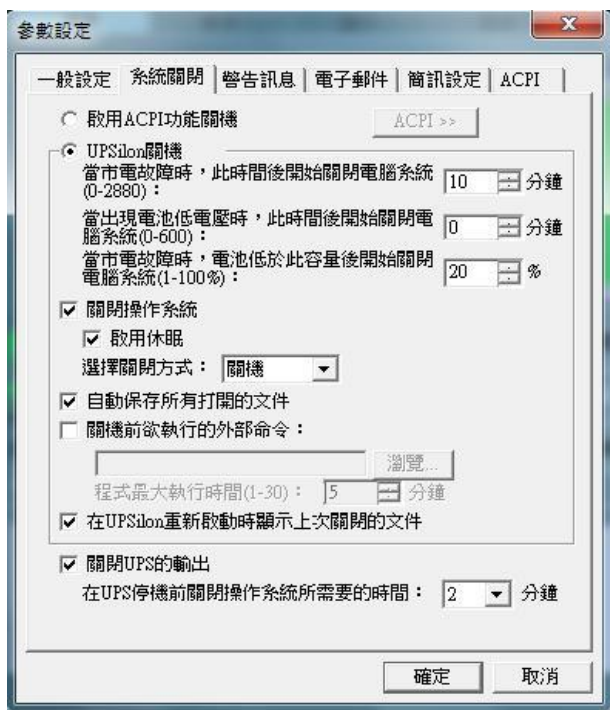 參數設定
一般設定 系統關閉 警告訊息 電子郵件 簡訊設定 ACPI
啟用ACPI功能關機 ACPI >>
UPSilon關機
當市電故障時，此時間後開始關閉電腦系統
(0-2880)： 10 分鐘
當出現電池低電壓時，此時間後開始關閉電
腦系統(0-600)： 0 分鐘
當市電故障時，電池低於此容量後開始關閉
電腦系統(1-100%)： 20 %
關閉操作系統
啟用休眠
選擇關閉方式： 關機
自動保存所有打開的文件
關機前欲執行的外部命令：
瀏覽...
程式最大執行時間(1-30)： 5 分鐘
在UPSilon重新啟動時顯示上次關閉的文件
關閉UPS的輸出
在UPS停機前關閉操作系統所需要的時間： 2 分鐘
確定 取消